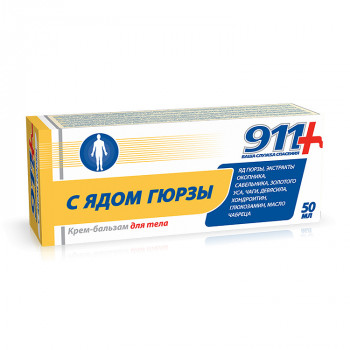 911+
ВАША СЛУЖБА СПАСЕНИЯ
ЯД ГЮРЗЫ, ЭКСТРАКТЫ
ОКОПНИКА,
САБЕЛЬНИКА, ЗОЛОТОГО
УСА, ЧАГИ, ДЕВЯСИЛА,
ХОНДРОИТИН,
ГЛЮКОЗАМИН, МАСЛО
ЧАБРЕЦА
С ЯДОМ ГЮРЗЫ
Крем-бальзам для тела
50
МЛ